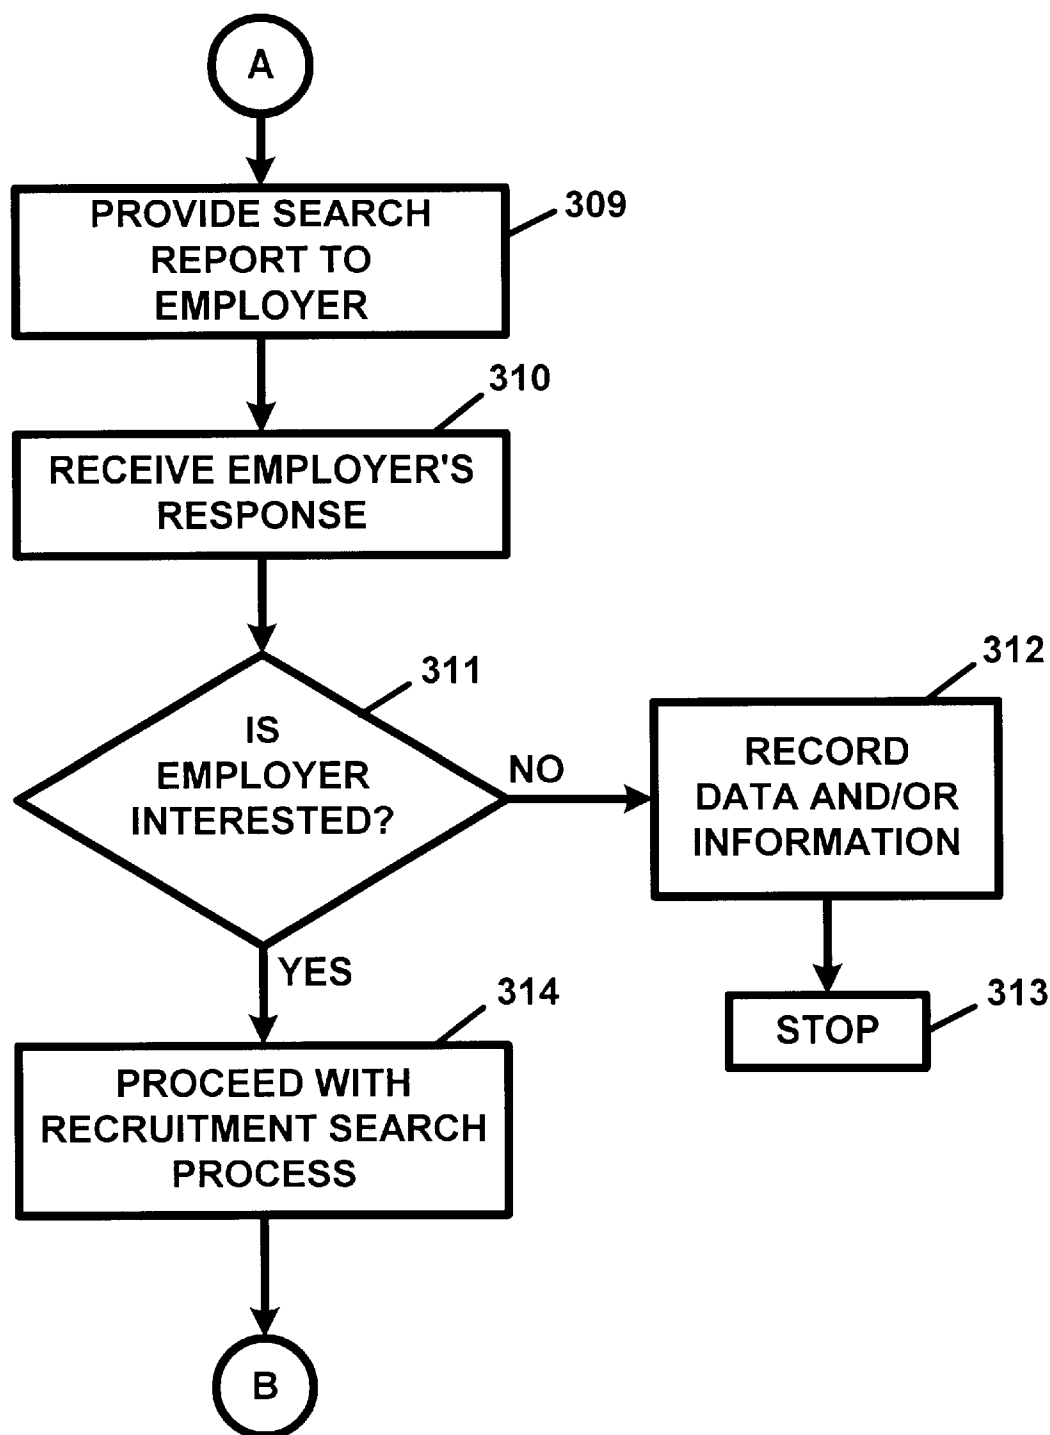 A
PROVIDE SEARCH
REPORT TO
EMPLOYER
309
310
RECEIVE EMPLOYER'S
RESPONSE
311
IS
EMPLOYER
INTERESTED?
NO
312
RECORD
DATA AND/OR
INFORMATION
YES
313
STOP
314
PROCEED WITH
RECRUITMENT SEARCH
PROCESS
B